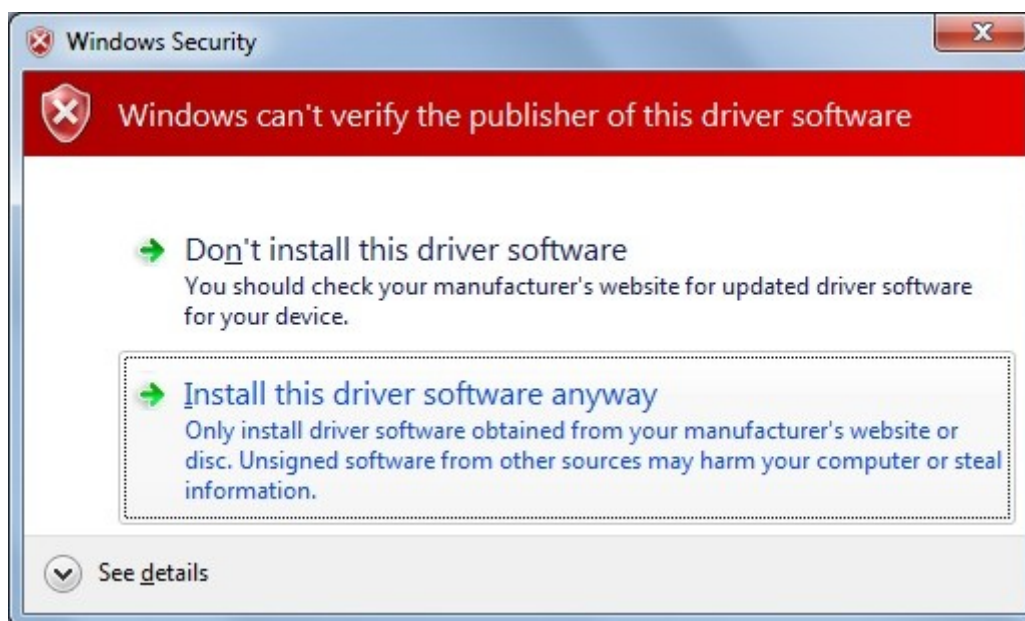 Windows Security
Windows can't verify the publisher of this driver software
Don't install this driver software
You should check your manufacturer's website for updated driver software
for your device.
Install this driver software anyway
Only install driver software obtained from your manufacturer's website or
disc. Unsigned software from other sources may harm your computer or steal
information.
See details